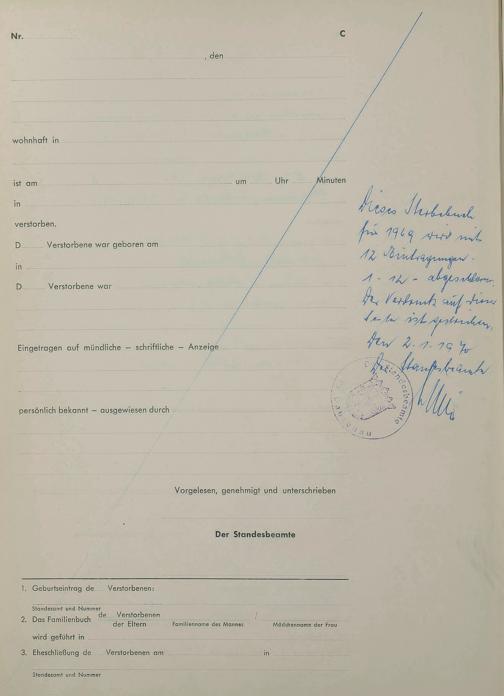 Nr. C
, den
wohnhaft in
ist am um Uhr Minuten
in
verstorben.
D Verstorbene war geboren am
in
D Verstorbene war
Eingetragen auf mündliche – schriftliche – Anzeige
persönlich bekannt – ausgewiesen durch
Vorgelesen, genehmigt und unterschrieben
Der Standesbeamte
1. Geburtseintrag de Verstorbenen:
Standesamt und Nummer
2. Das Familienbuch de Verstorbenen / 
der Eltern Familienname des Mannes Mädchenname der Frau
wird geführt in
3. Eheschließung de Verstorbenen am in
Standesamt und Nummer
Dieses Sterbebuch
für 1969 wird mit
12 Eintragungen
1 - 12 - abgeschlossen.
Der Vordruck auf dieser
Seite ist gestrichen.
Den 2. 1. 1970
Der Standesbeamte
Der Standesbeamte